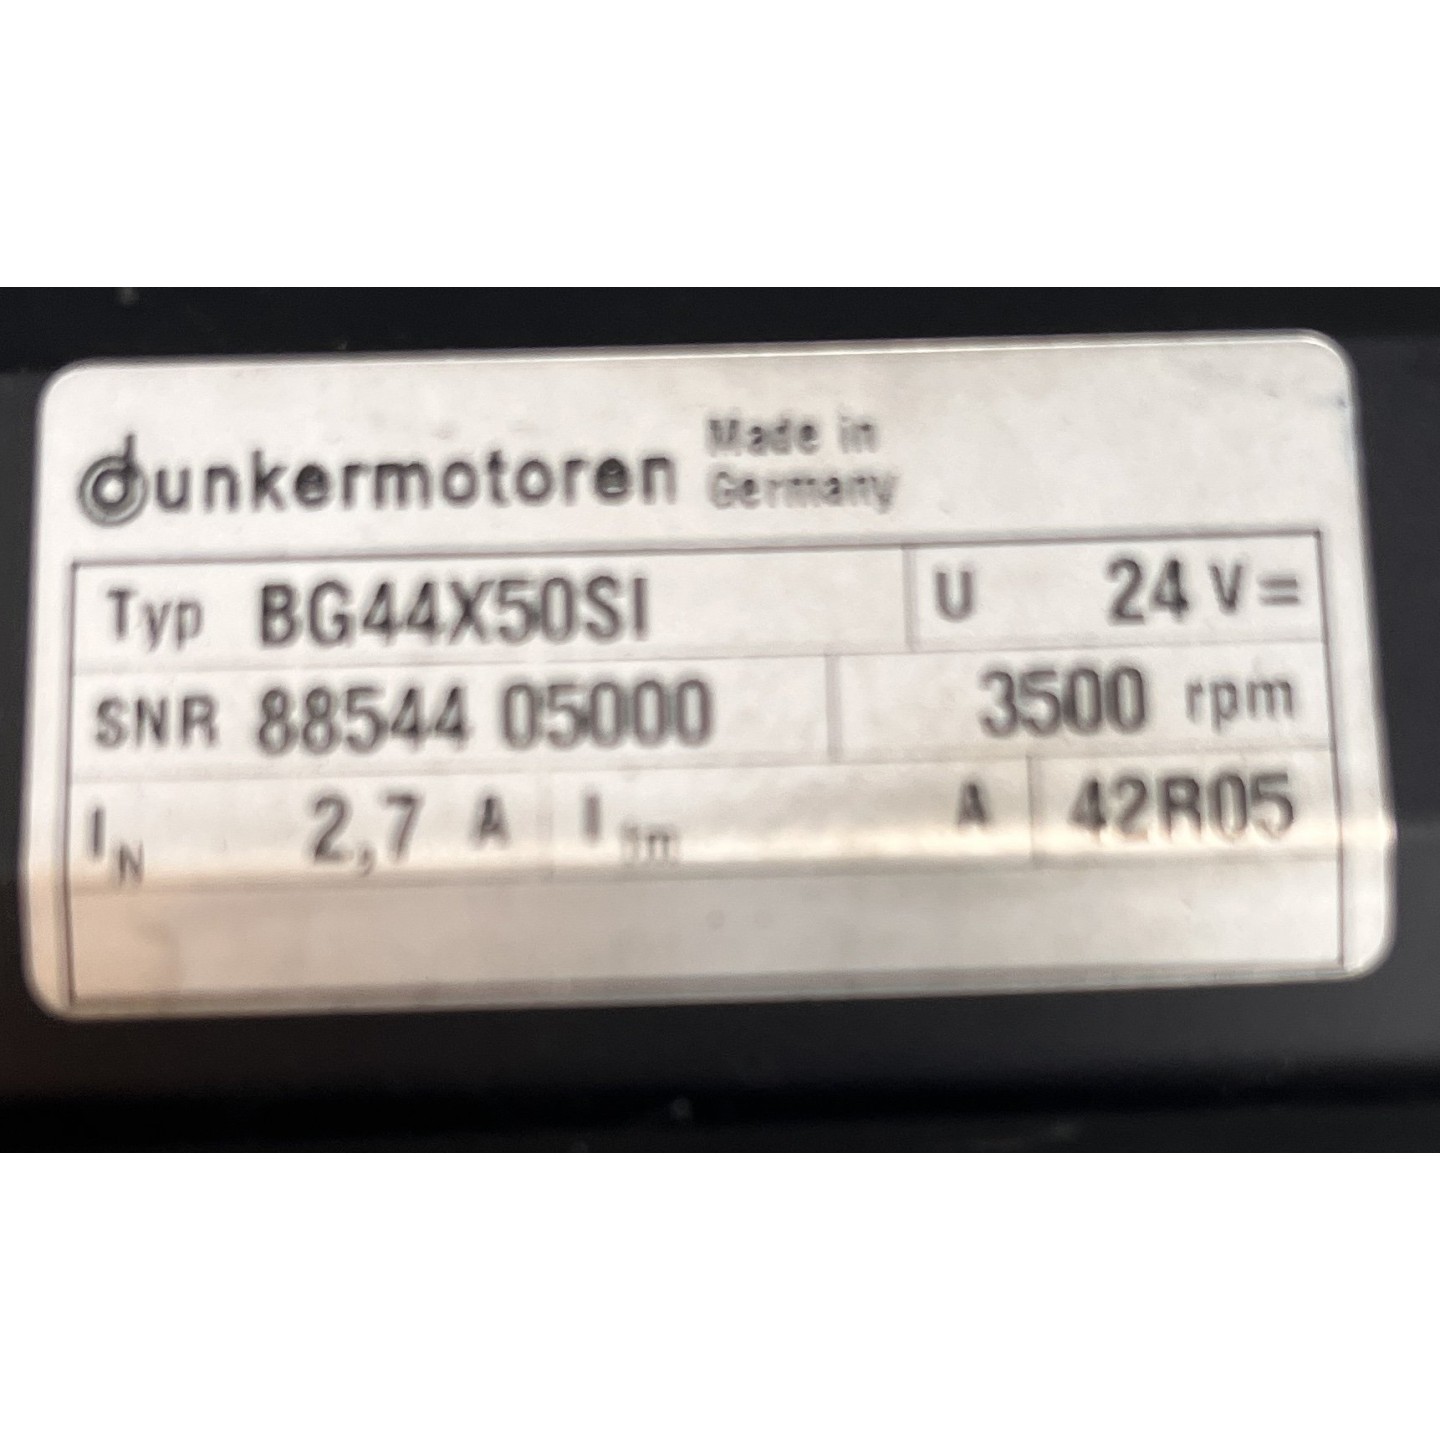 dunkermotoren Made in Germany
Typ BG44X50SI U 24 V=
SNR 88544 05000 3500 rpm
IN 2,7 A I A 42R05